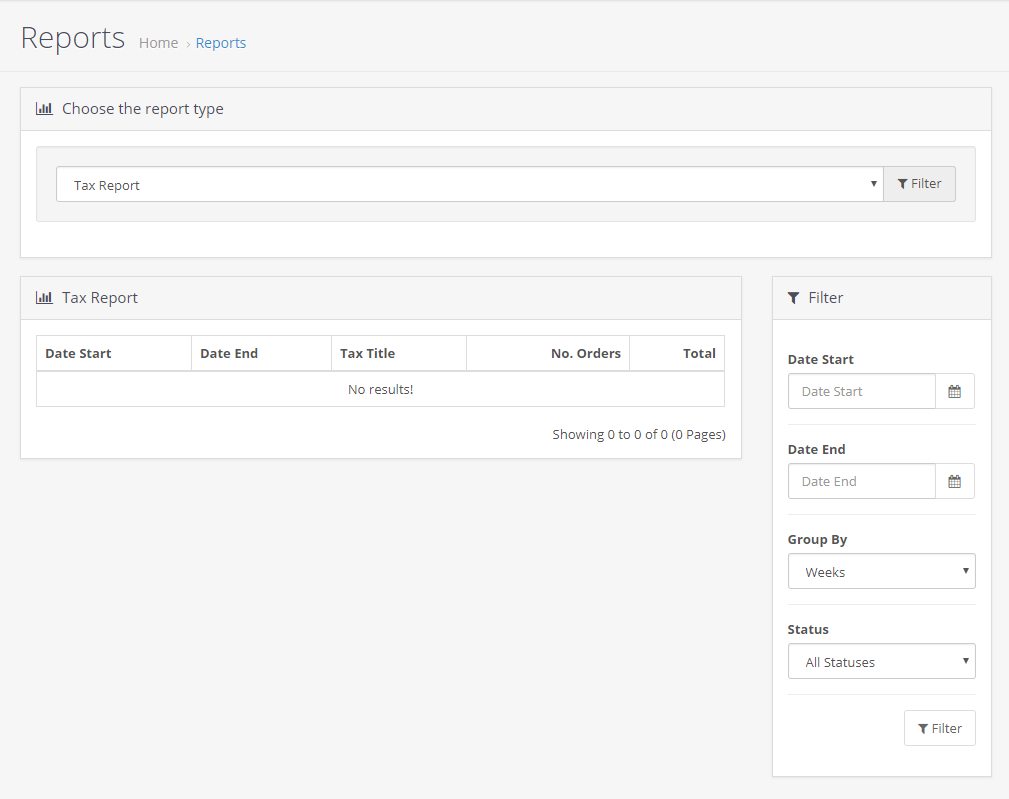 Reports Home › Reports
Choose the report type
Tax Report Filter
Tax Report
Date Start Date End Tax Title No. Orders Total
No results!
Showing 0 to 0 of 0 (0 Pages)
Filter
Date Start
Date Start
Date End
Date End
Group By
Weeks
Status
All Statuses
Filter